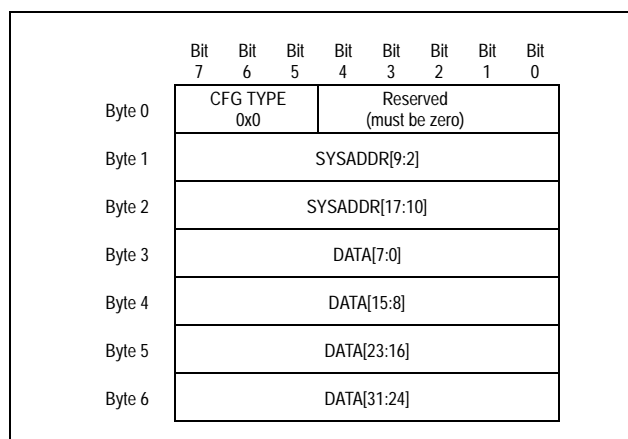 Bit Bit Bit Bit Bit Bit Bit Bit
7 6 5 4 3 2 1 0
Byte 0
CFG TYPE
0x0
Reserved
(must be zero)
Byte 1
SYSADDR[9:2]
Byte 2
SYSADDR[17:10]
Byte 3
DATA[7:0]
Byte 4
DATA[15:8]
Byte 5
DATA[23:16]
Byte 6
DATA[31:24]